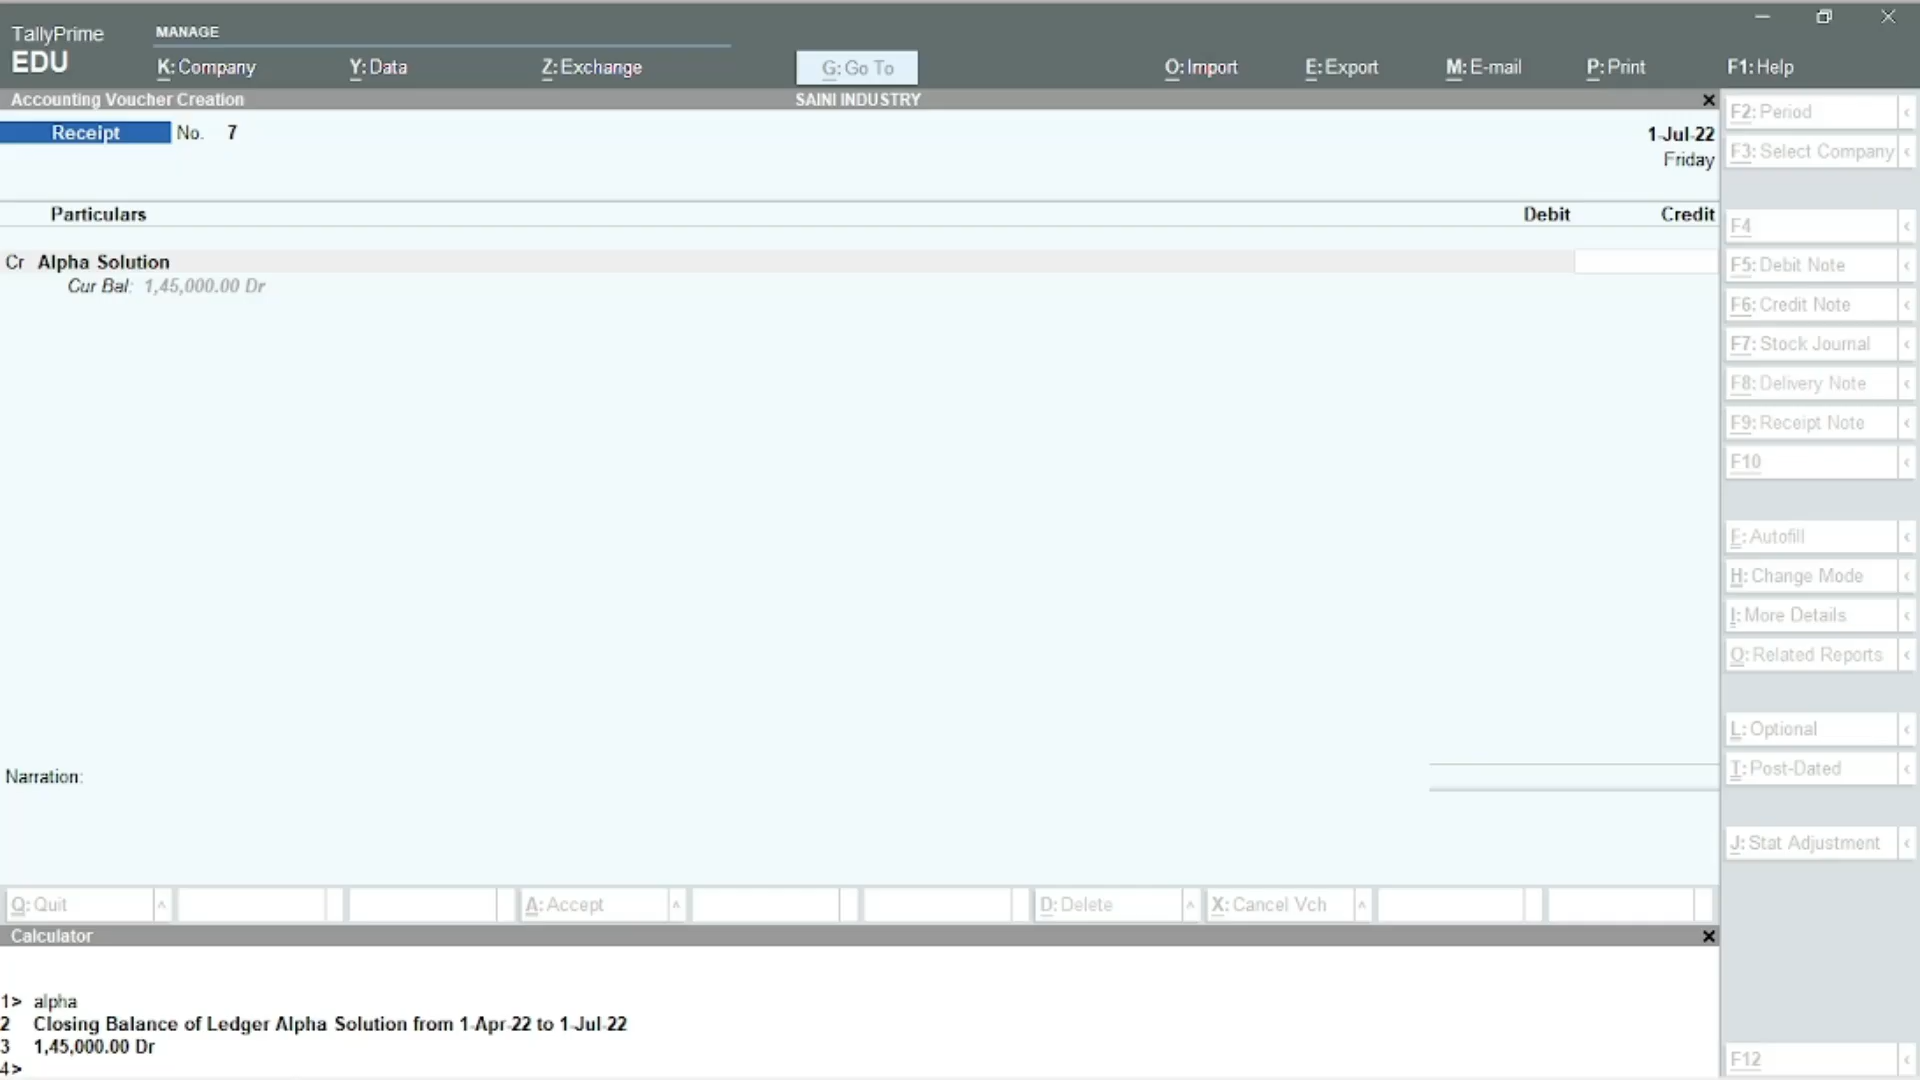 TallyPrime
EDU
MANAGE
K: Company
Y: Data
Z: Exchange
G: Go To
O: Import
E: Export
M: E-mail
P: Print
F1: Help
Accounting Voucher Creation
SAINI INDUSTRY
Receipt No. 7
1-Jul-22
Friday
Particulars Debit Credit
Cr Alpha Solution
Cur Bal: 1,45,000.00 Dr
Narration:
Q: Quit
A: Accept
D: Delete
X: Cancel Vch
F2: Period
F3: Select Company
F4
F5: Debit Note
F6: Credit Note
F7: Stock Journal
F8: Delivery Note
F9: Receipt Note
F10
F: Autofill
H: Change Mode
I: More Details
O: Related Reports
L: Optional
T: Post-Dated
J: Stat Adjustment
F12
Calculator
1> alpha
2 Closing Balance of Ledger Alpha Solution from 1-Apr-22 to 1-Jul-22
3 1,45,000.00 Dr
4>